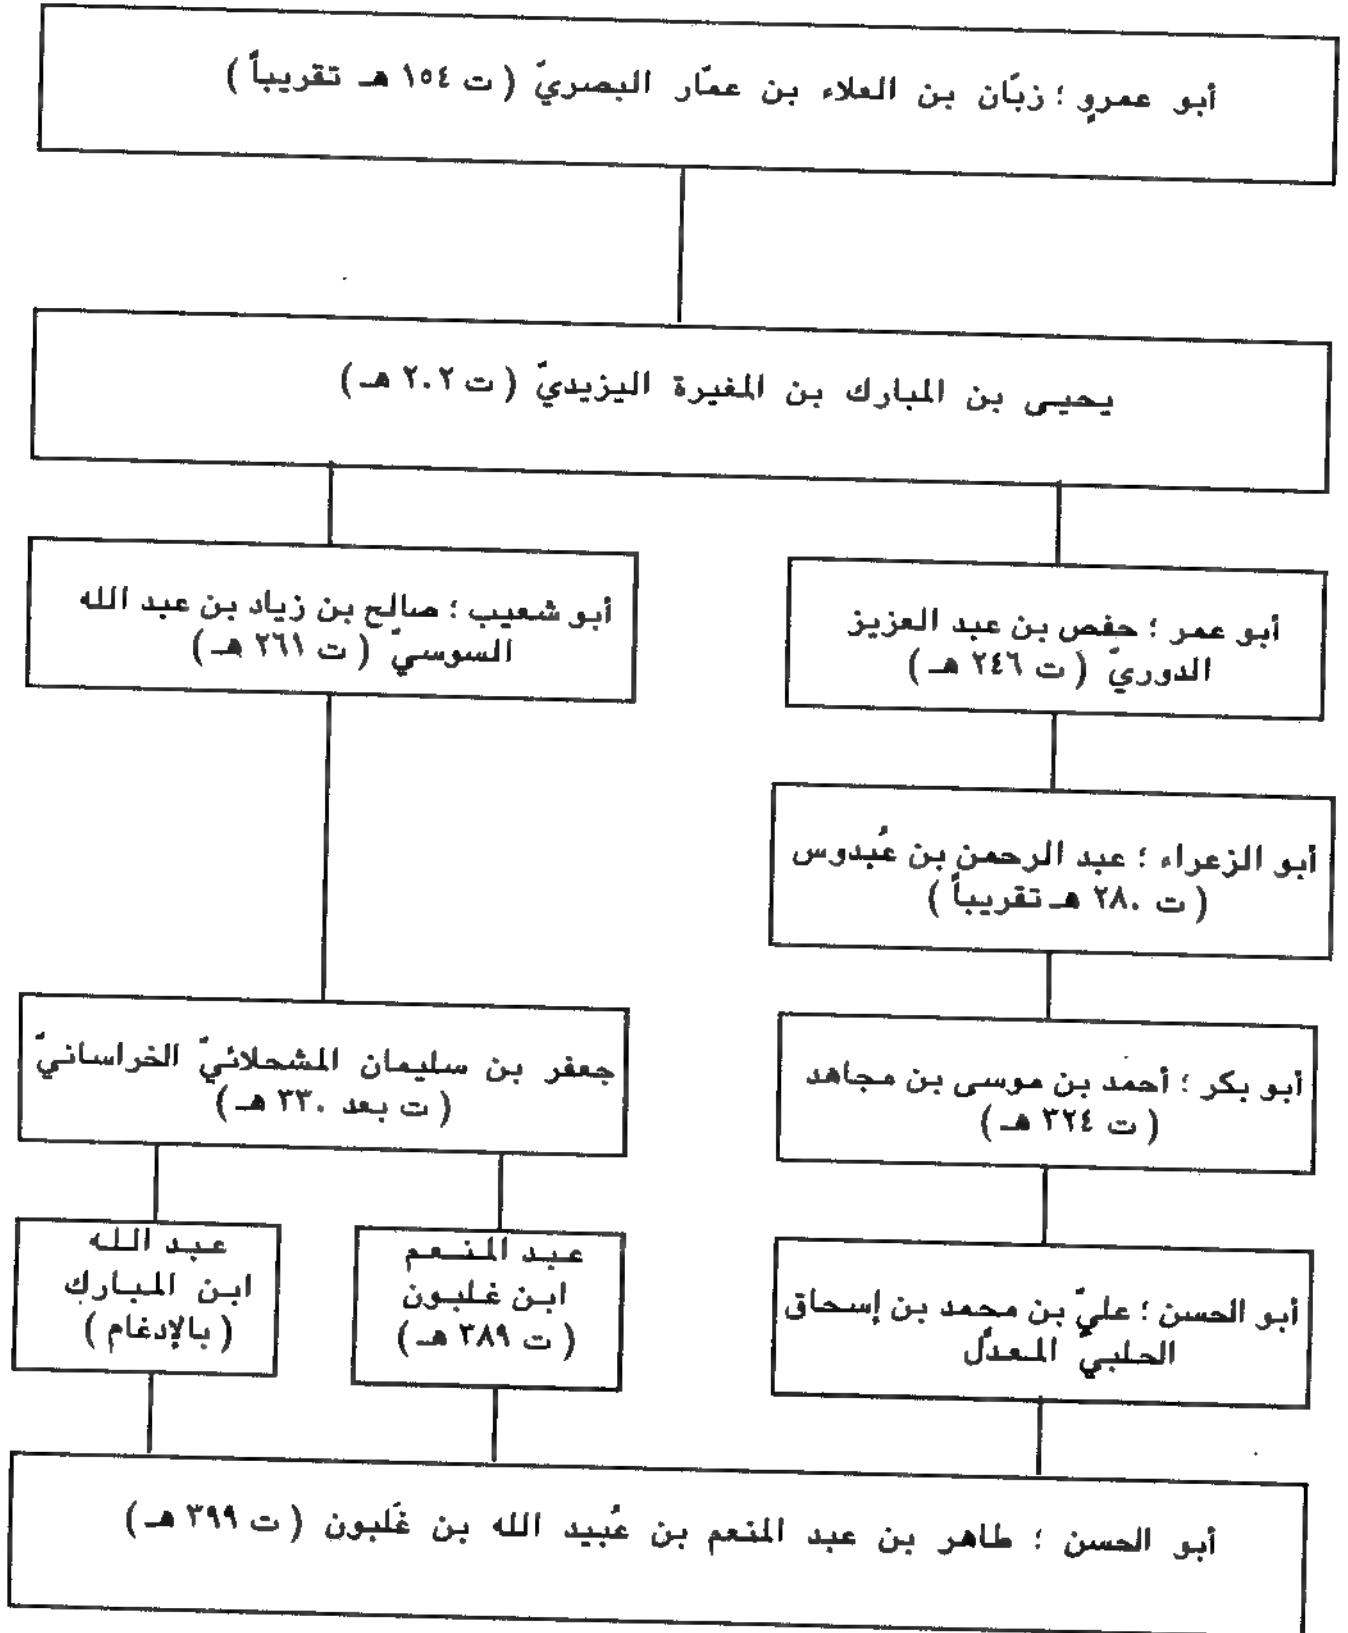 أبو عمروٍ ؛ زبّان بن العلاء بن عمّار البصريّ ( ت ١٥٤ هـ تقريباً )
يحيى بن المبارك بن المغيرة اليزيديّ ( ت ٢٠٢ هـ )
أبو عمر ؛ حفص بن عبد العزيز
الدوريّ ( ت ٢٤٦ هـ )
أبو شعيب ؛ صالح بن زياد بن عبد الله
السوسيّ ( ت ٢٦١ هـ )
أبو الزعراء ؛ عبد الرحمن بن عُبدوس
( ت ٢٨٠ هـ تقريباً )
أبو بكر ؛ أحمد بن موسى بن مجاهد
( ت ٣٢٤ هـ )
جعفر بن سليمان المشحلائيّ الخراسانيّ
( ت بعد ٣٣٠ هـ )
أبو الحسن ؛ عليّ بن محمد بن إسحاق
الحلبيّ المعدّل
عبد المنعم
ابن غلبون
( ت ٣٨٩ هـ )
عبد الله
ابن المبارك
( بالإدغام )
أبو الحسن ؛ طاهر بن عبد المنعم بن عُبيد الله بن غَلبون ( ت ٣٩٩ هـ )